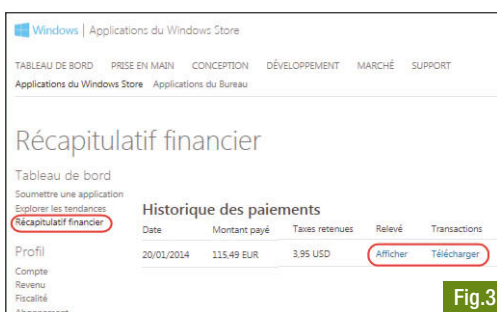 Windows | Applications du Windows Store
TABLEAU DE BORD PRISE EN MAIN CONCEPTION DÉVELOPPEMENT MARCHÉ SUPPORT
Applications du Windows Store Applications du Bureau
Récapitulatif financier
Tableau de bord
Soumettre une application
Explorer les tendances
Récapitulatif financier
Profil
Compte
Revenu
Fiscalité
Abonnement
Historique des paiements
Date Montant payé Taxes retenues Relevé Transactions
20/01/2014 115,49 EUR 3,95 USD Afficher Télécharger
Fig.3